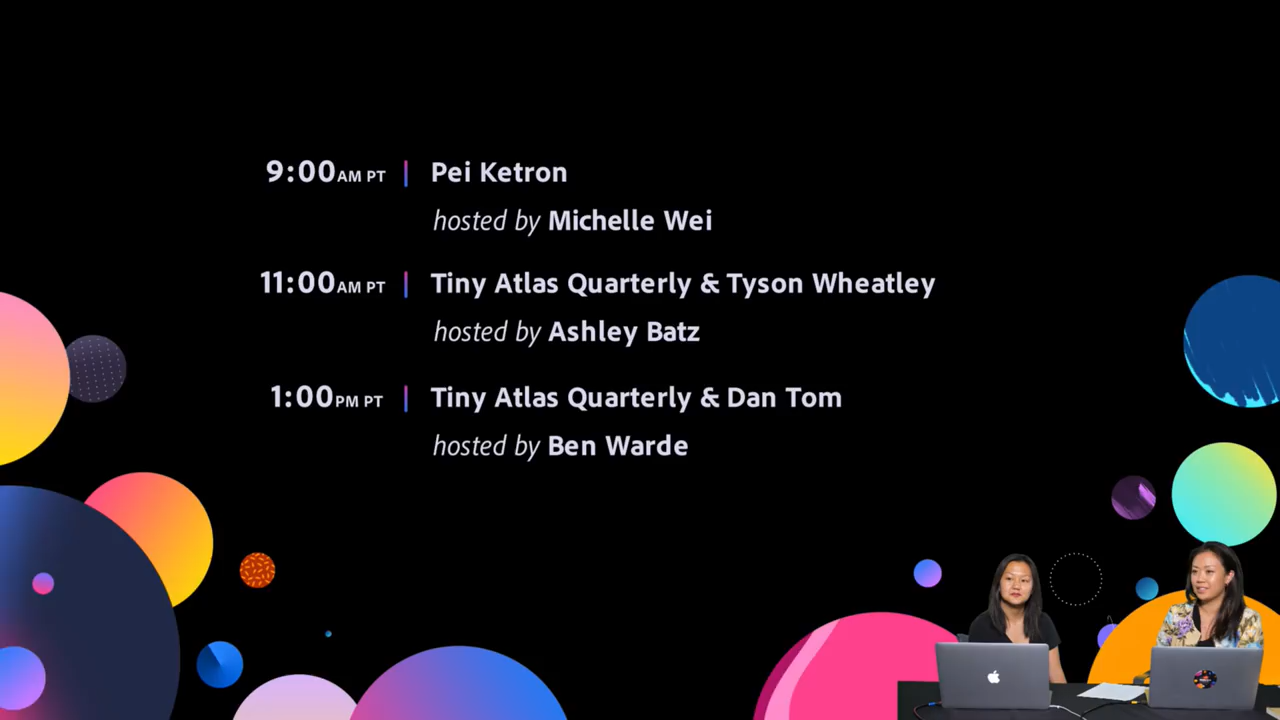 9:00AM PT | Pei Ketron
hosted by Michelle Wei
11:00AM PT | Tiny Atlas Quarterly & Tyson Wheatley
hosted by Ashley Batz
1:00PM PT | Tiny Atlas Quarterly & Dan Tom
hosted by Ben Warde